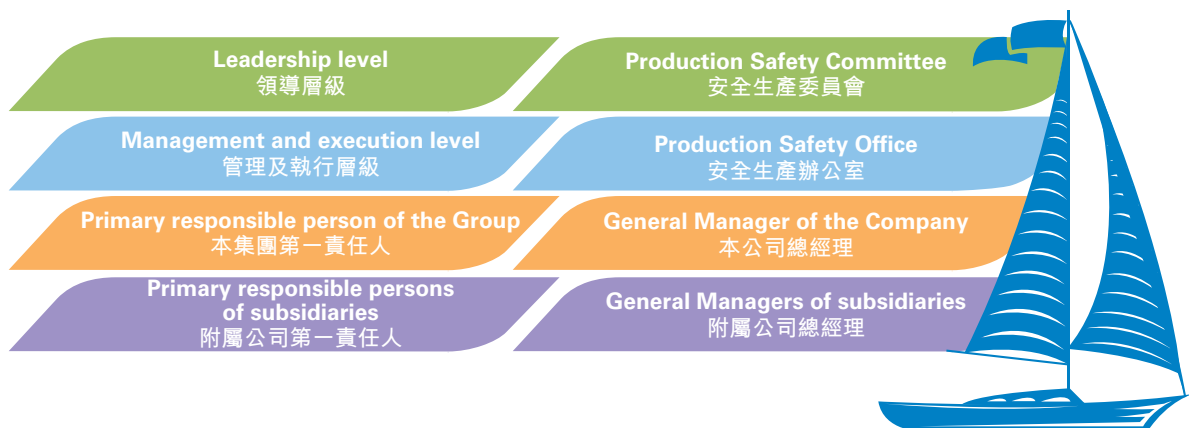 Leadership level
領導層級
Production Safety Committee
安全生產委員會
Management and execution level
管理及執行層級
Production Safety Office
安全生產辦公室
Primary responsible person of the Group
本集團第一責任人
General Manager of the Company
本公司總經理
Primary responsible persons
of subsidiaries
附屬公司第一責任人
General Managers of subsidiaries
附屬公司總經理